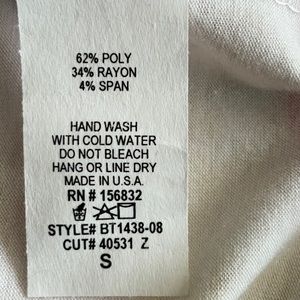 62% POLY
34% RAYON
4% SPAN
HAND WASH
WITH COLD WATER
DO NOT BLEACH
HANG OR LINE DRY
MADE IN U.S.A.
RN # 156832
STYLE# BT1438-08
CUT# 40531 Z
S